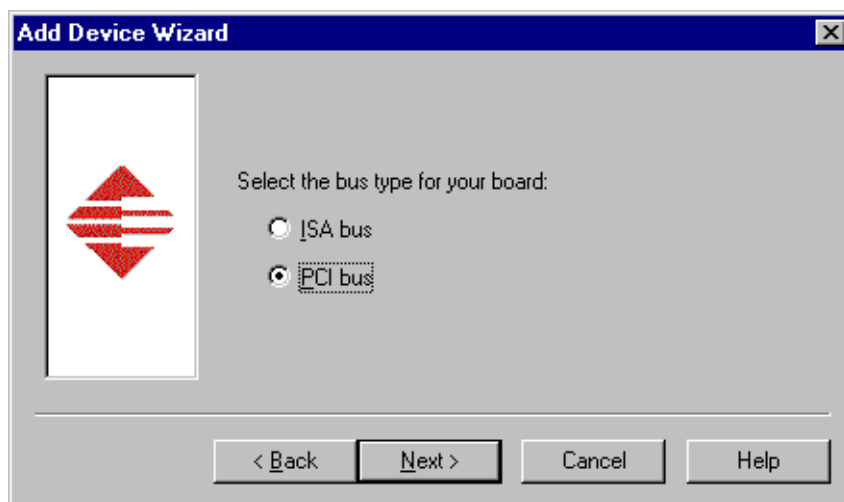 Add Device Wizard
Select the bus type for your board:
ISA bus
PCI bus
< Back Next > Cancel Help